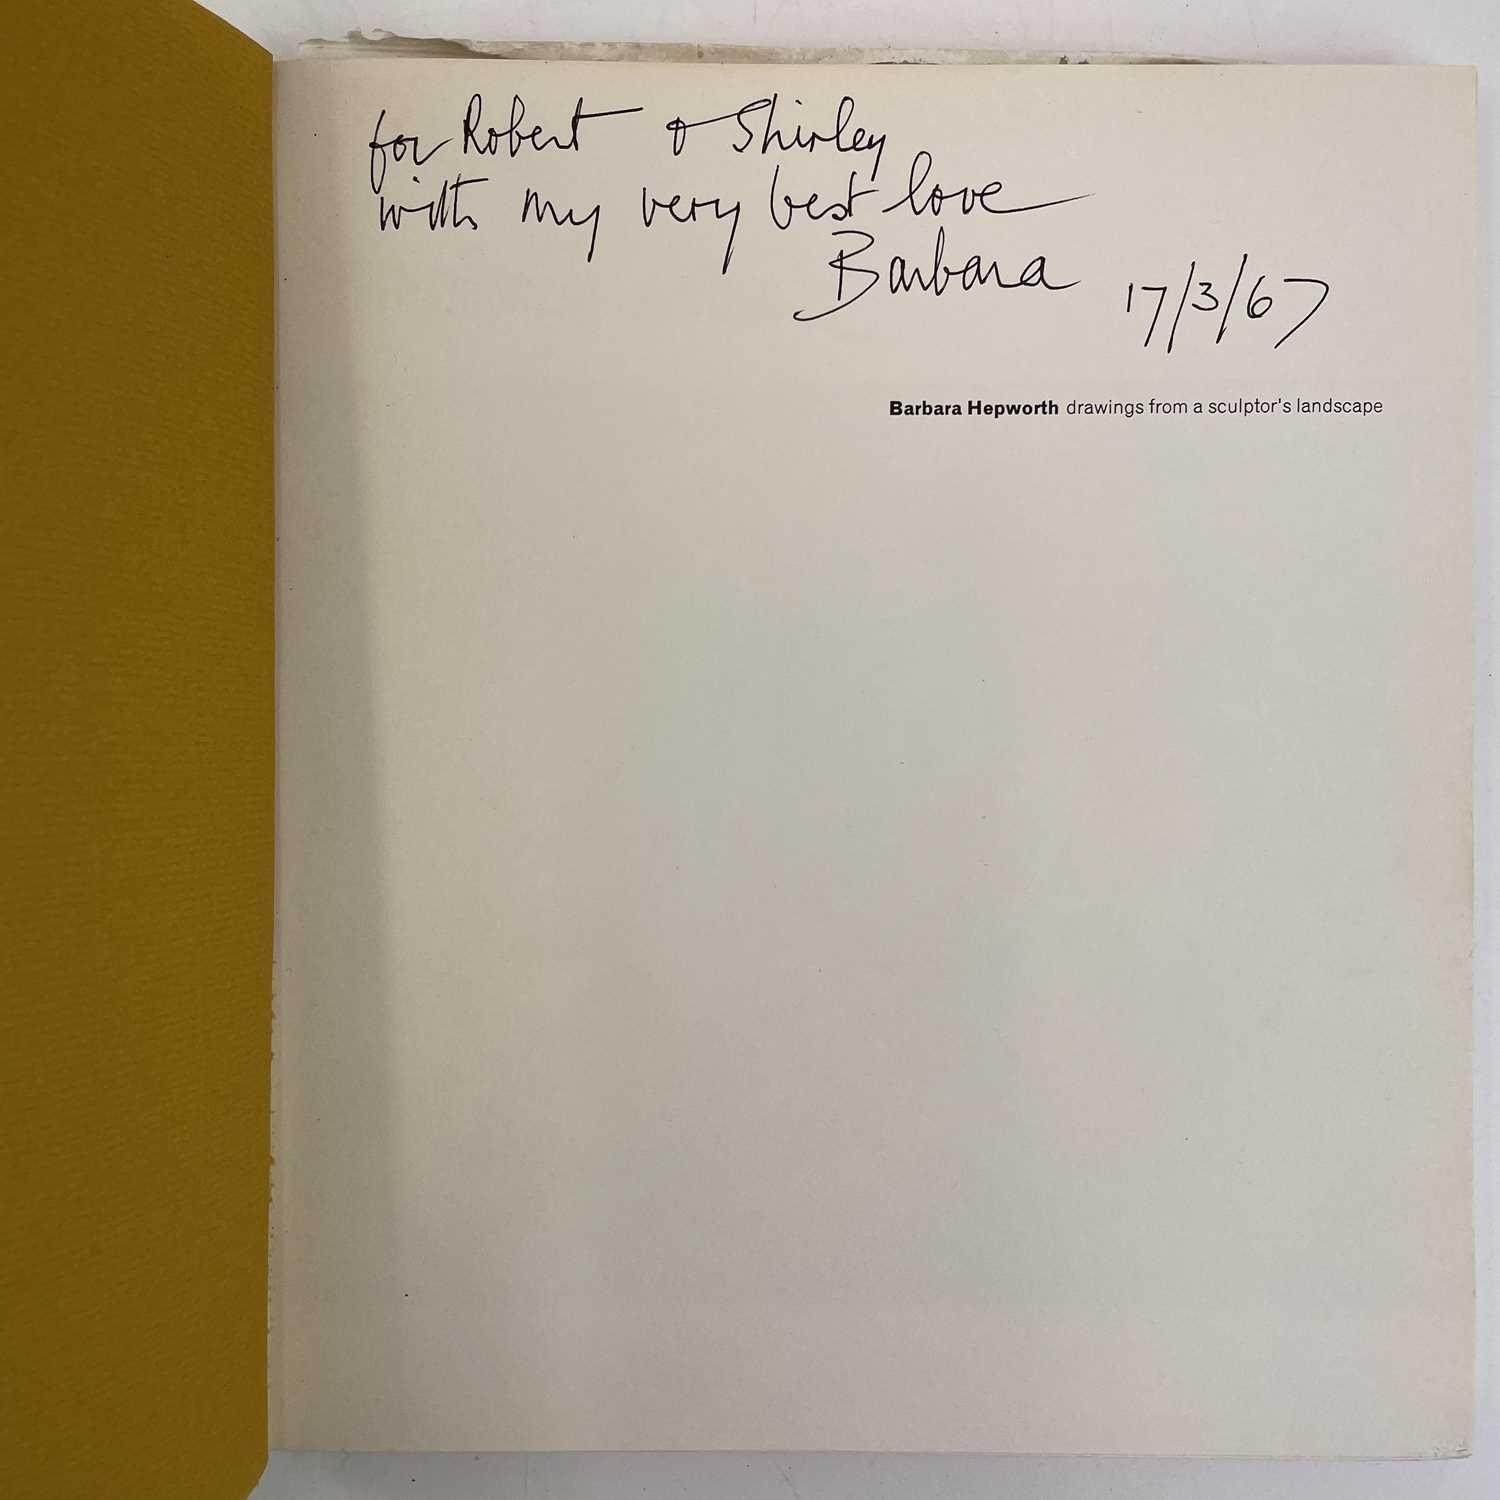 for Robert & Shirley
with my very best love
Barbara 17/3/67
Barbara Hepworth drawings from a sculptor's landscape